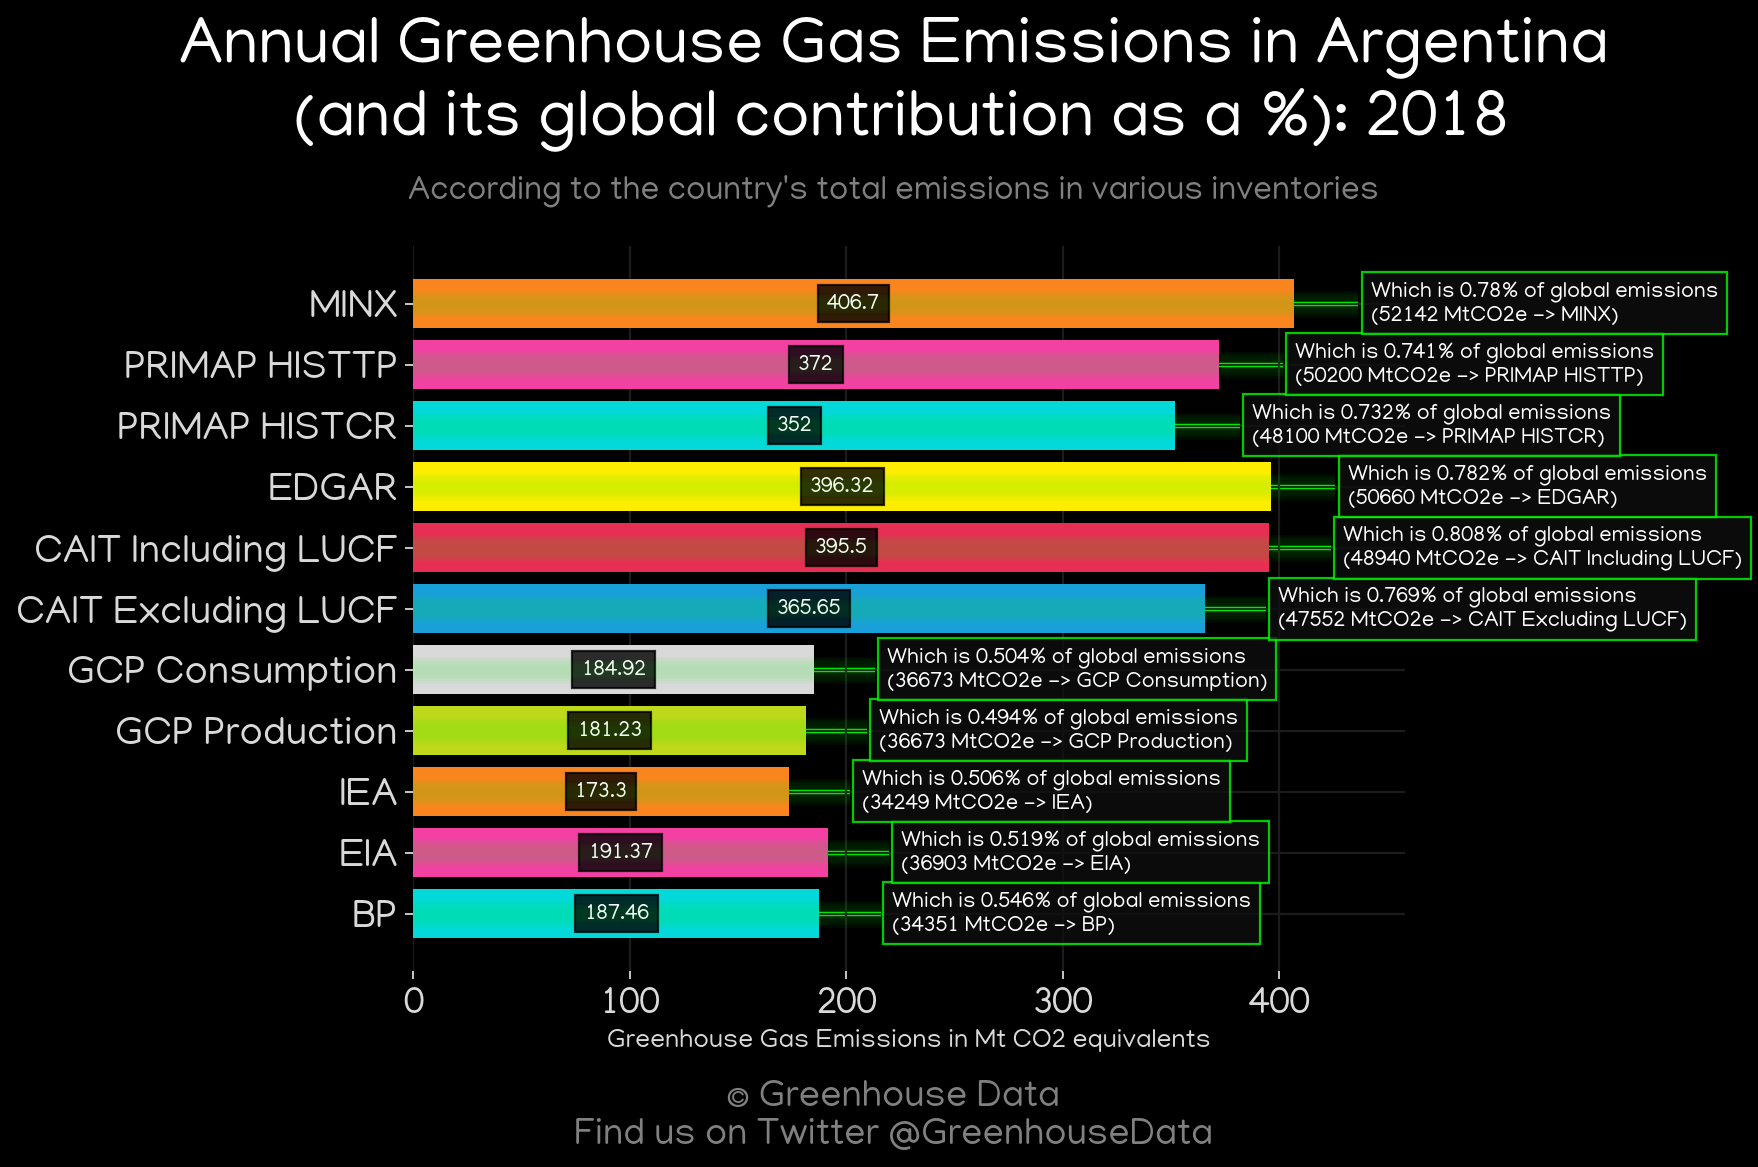 Annual Greenhouse Gas Emissions in Argentina
(and its global contribution as a %): 2018
According to the country's total emissions in various inventories
MINX
406.7
Which is 0.78% of global emissions
(52142 MtCO2e -> MINX)
PRIMAP HISTTP
372
Which is 0.741% of global emissions
(50200 MtCO2e -> PRIMAP HISTTP)
PRIMAP HISTCR
352
Which is 0.732% of global emissions
(48100 MtCO2e -> PRIMAP HISTCR)
EDGAR
396.32
Which is 0.782% of global emissions
(50660 MtCO2e -> EDGAR)
CAIT Including LUCF
395.5
Which is 0.808% of global emissions
(48940 MtCO2e -> CAIT Including LUCF)
CAIT Excluding LUCF
365.65
Which is 0.769% of global emissions
(47552 MtCO2e -> CAIT Excluding LUCF)
GCP Consumption
184.92
Which is 0.504% of global emissions
(36673 MtCO2e -> GCP Consumption)
GCP Production
181.23
Which is 0.494% of global emissions
(36673 MtCO2e -> GCP Production)
IEA
173.3
Which is 0.506% of global emissions
(34249 MtCO2e -> IEA)
EIA
191.37
Which is 0.519% of global emissions
(36903 MtCO2e -> EIA)
BP
187.46
Which is 0.546% of global emissions
(34351 MtCO2e -> BP)
0 100 200 300 400
Greenhouse Gas Emissions in Mt CO2 equivalents
© Greenhouse Data
Find us on Twitter @GreenhouseData